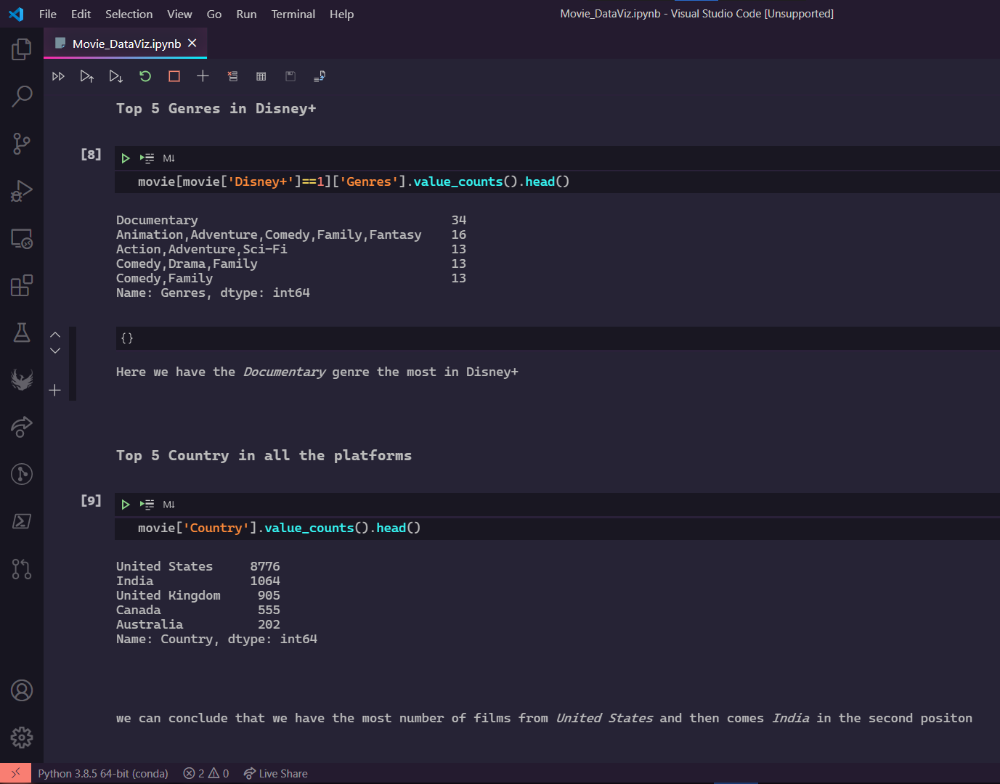 File Edit Selection View Go Run Terminal Help
Movie_DataViz.ipynb - Visual Studio Code [Unsupported]
Movie_DataViz.ipynb
Top 5 Genres in Disney+
[8]
M↓
movie[movie['Disney+']==1]['Genres'].value_counts().head()
Documentary 34
Animation,Adventure,Comedy,Family,Fantasy 16
Action,Adventure,Sci-Fi 13
Comedy,Drama,Family 13
Comedy,Family 13
Name: Genres, dtype: int64
{}
Here we have the Documentary genre the most in Disney+
Top 5 Country in all the platforms
[9]
M↓
movie['Country'].value_counts().head()
United States 8776
India 1064
United Kingdom 905
Canada 555
Australia 202
Name: Country, dtype: int64
we can conclude that we have the most number of films from United States and then comes India in the second positon
Python 3.8.5 64-bit (conda) 2 0 Live Share